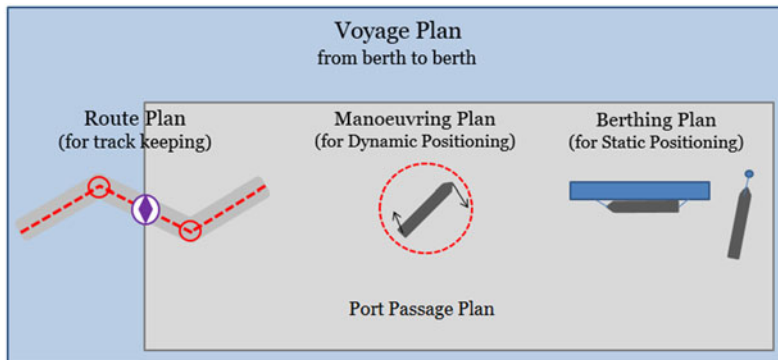 Voyage Plan
from berth to berth
Route Plan
(for track keeping)
Manoeuvring Plan
(for Dynamic Positioning)
Berthing Plan
(for Static Positioning)
Port Passage Plan